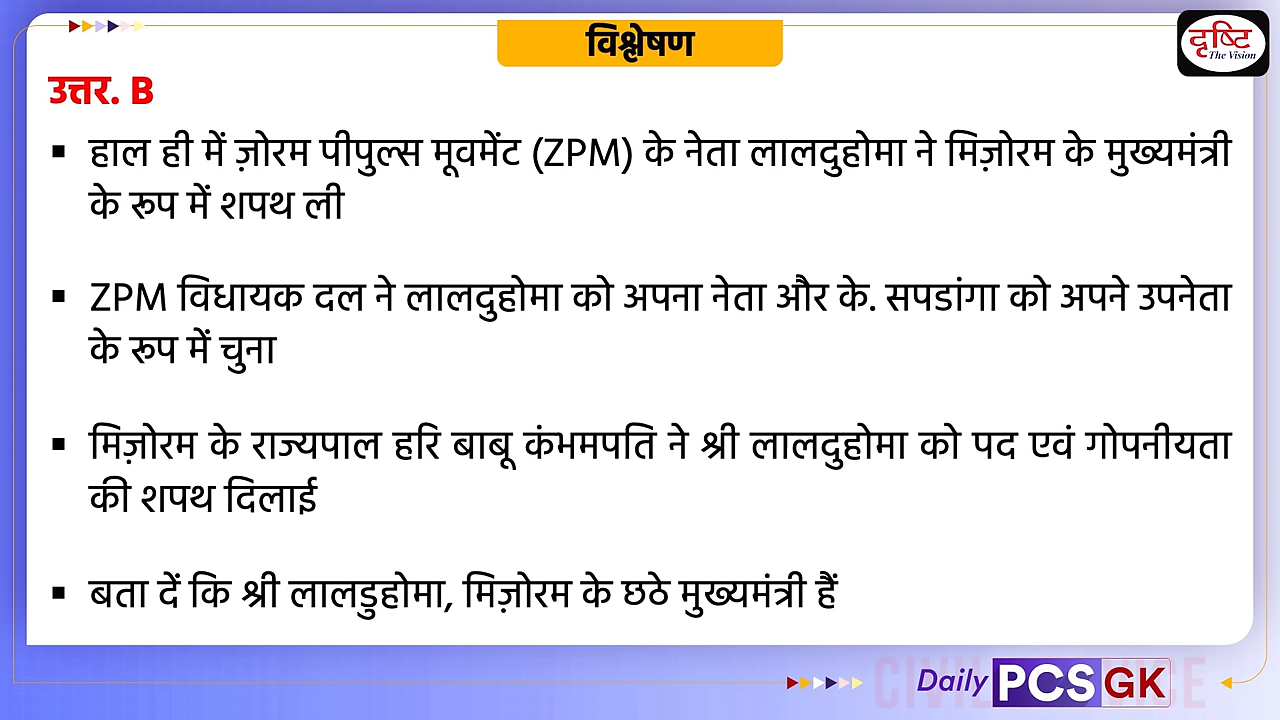 विश्लेषण
दृष्टि
The Vision
उत्तर. B
▪ हाल ही में ज़ोरम पीपुल्स मूवमेंट (ZPM) के नेता लालदुहोमा ने मिज़ोरम के मुख्यमंत्री
के रूप में शपथ ली
▪ ZPM विधायक दल ने लालदुहोमा को अपना नेता और के. सपडांगा को अपने उपनेता
के रूप में चुना
▪ मिज़ोरम के राज्यपाल हरि बाबू कंभमपति ने श्री लालदुहोमा को पद एवं गोपनीयता
की शपथ दिलाई
▪ बता दें कि श्री लालडुहोमा, मिज़ोरम के छठे मुख्यमंत्री हैं
Daily PCS GK